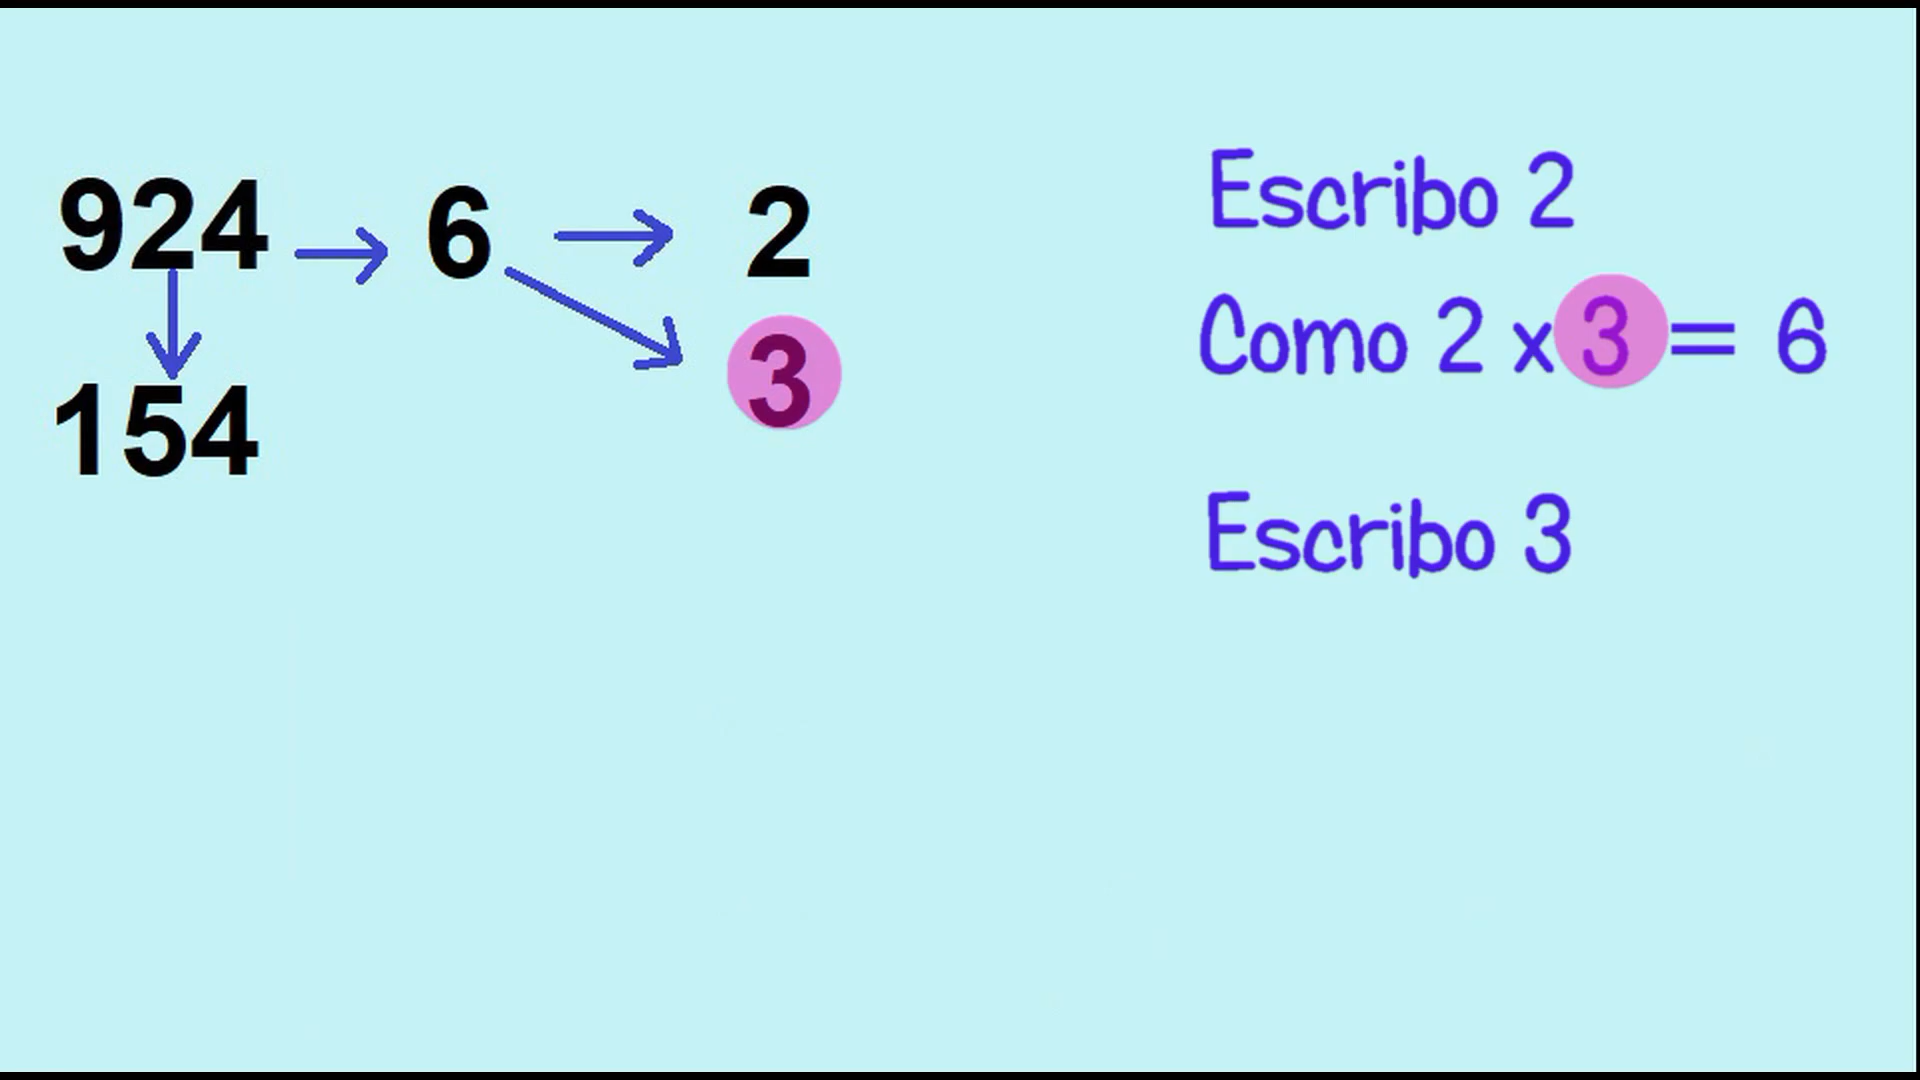 924 → 6 → 2
3
154
Escribo 2
Como 2 x 3 = 6
Escribo 3